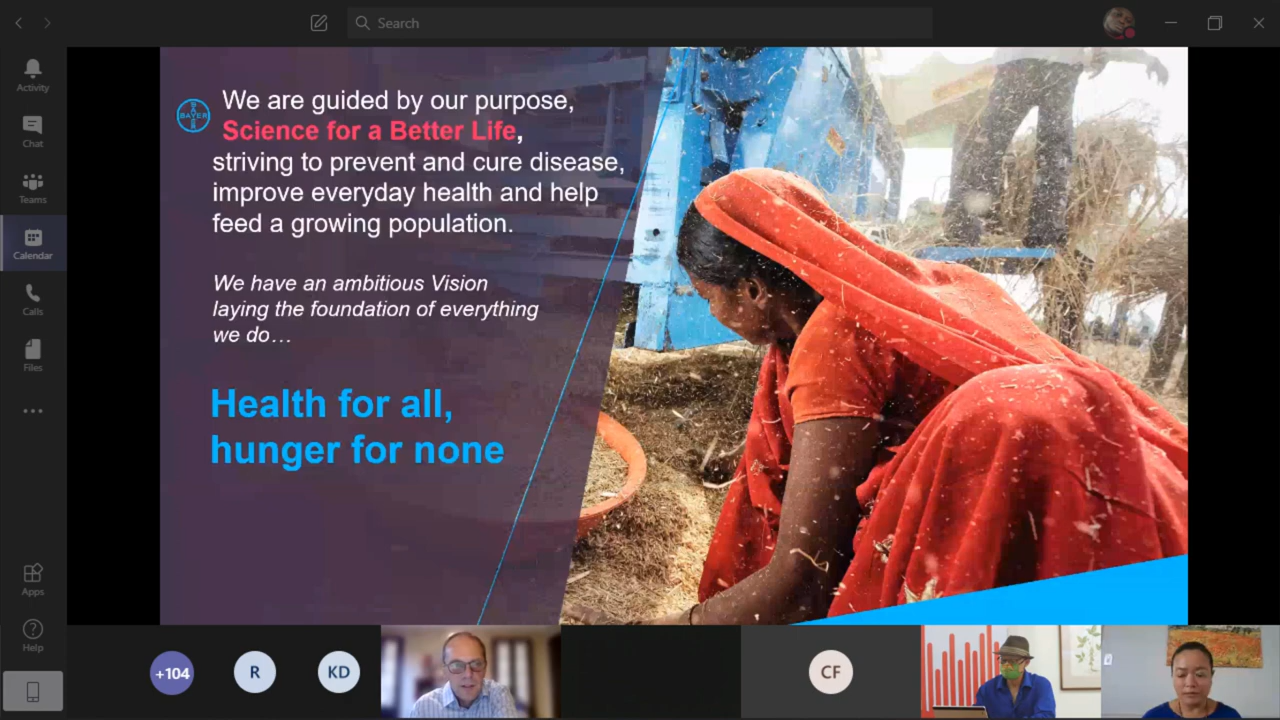 Search
Activity
Chat
Teams
Calendar
Calls
Files
Apps
Help
BAYER
We are guided by our purpose,
Science for a Better Life,
striving to prevent and cure disease,
improve everyday health and help
feed a growing population.
We have an ambitious Vision
laying the foundation of everything
we do…
Health for all,
hunger for none
+104
R
KD
CF